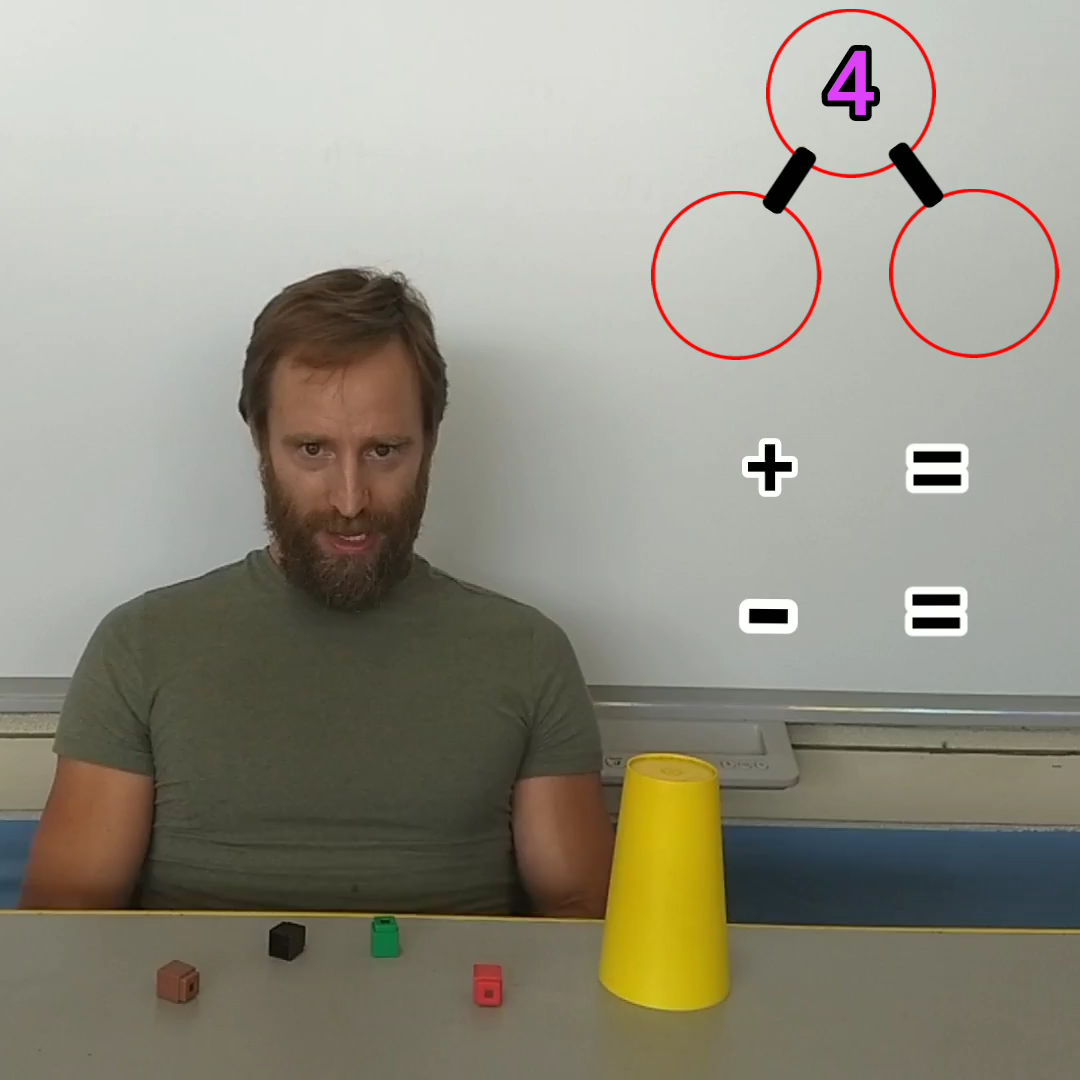 4
+ =
- =